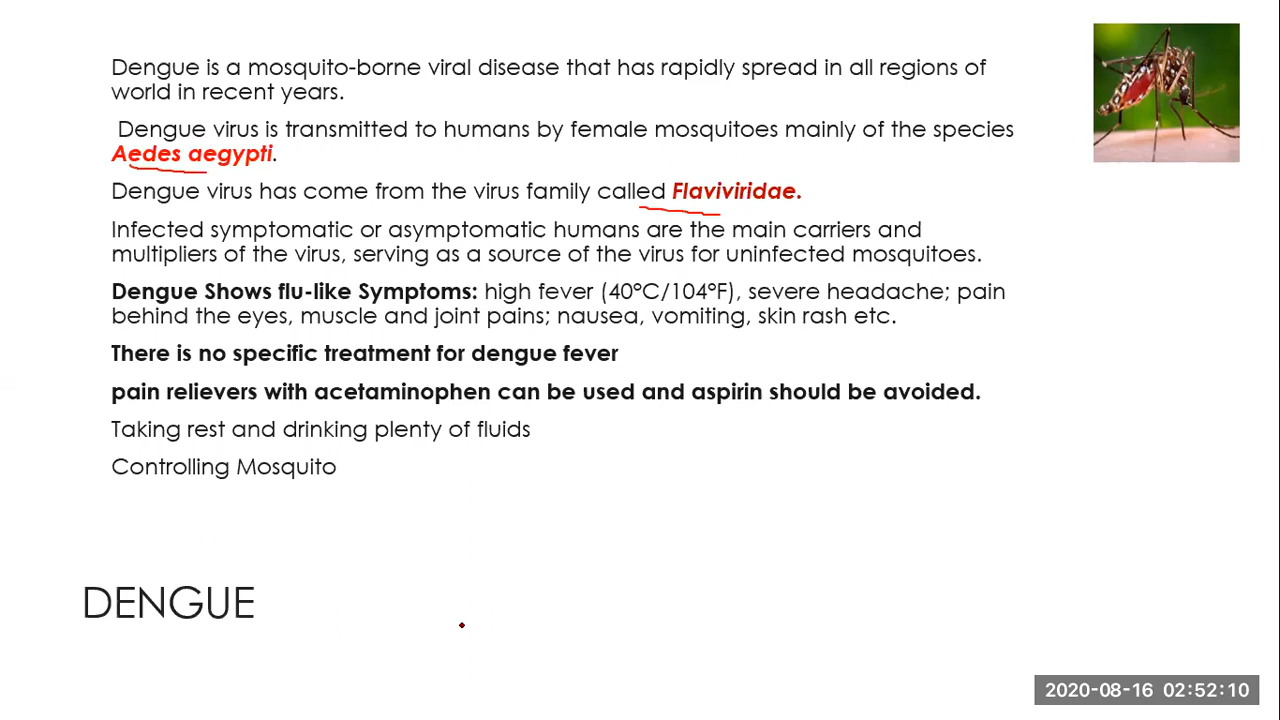 Dengue is a mosquito-borne viral disease that has rapidly spread in all regions of
world in recent years.
Dengue virus is transmitted to humans by female mosquitoes mainly of the species
Aedes aegypti.
Dengue virus has come from the virus family called Flaviviridae.
Infected symptomatic or asymptomatic humans are the main carriers and
multipliers of the virus, serving as a source of the virus for uninfected mosquitoes.
Dengue Shows flu-like Symptoms: high fever (40°C/104°F), severe headache; pain
behind the eyes, muscle and joint pains; nausea, vomiting, skin rash etc.
There is no specific treatment for dengue fever
pain relievers with acetaminophen can be used and aspirin should be avoided.
Taking rest and drinking plenty of fluids
Controlling Mosquito
DENGUE
2020-08-16 02:52:10